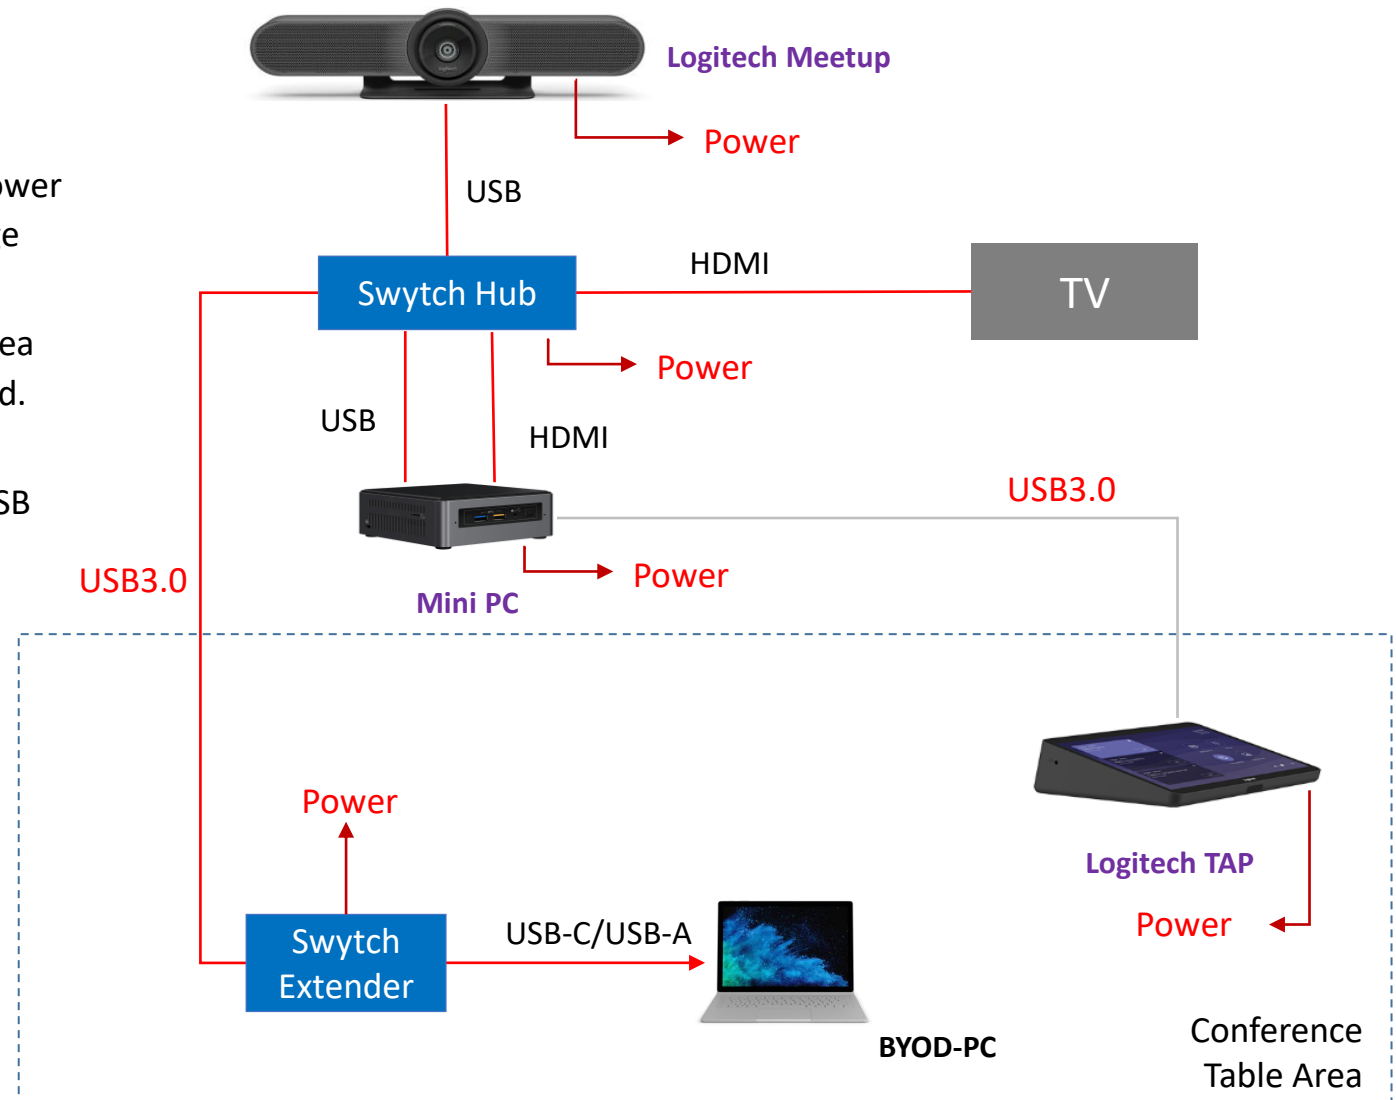 Logitech Meetup
Power
ower
USB
e
HDMI
Swytch Hub
TV
ea
Power
d.
USB
HDMI
SB
USB3.0
USB3.0
Power
Mini PC
Power
Logitech TAP
Power
Swytch
Extender
USB-C/USB-A
BYOD-PC
Conference
Table Area